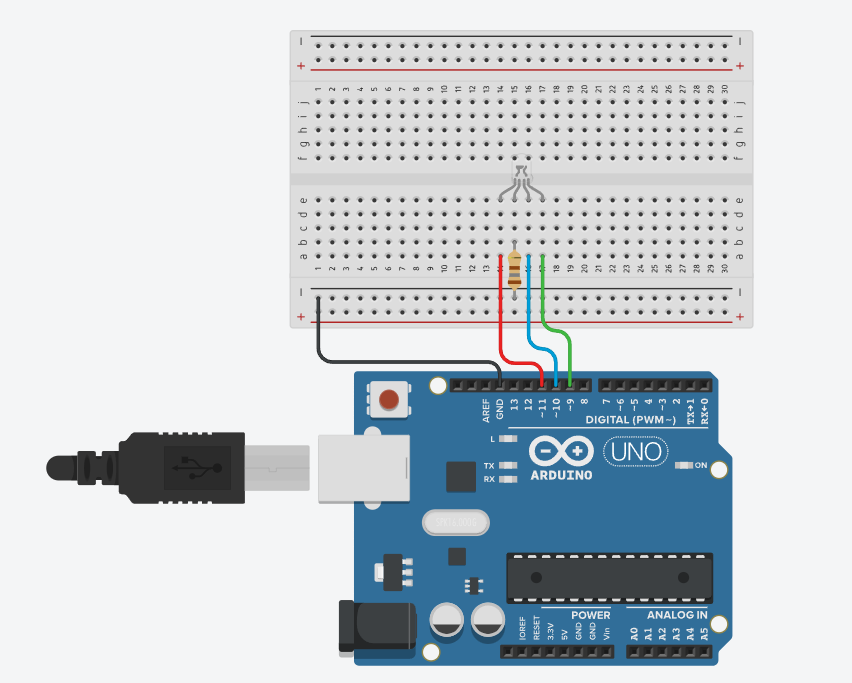 − −
+ +
1 2 3 4 5 6 7 8 9 10 11 12 13 14 15 16 17 18 19 20 21 22 23 24 25 26 27 28 29 30
j j
i i
h h
g g
f f
e e
d d
c c
b b
a a
1 2 3 4 5 6 7 8 9 10 11 12 13 14 16 17 18 19 20 21 22 23 24 25 26 27 28 29 30
− −
+ +
AREF GND 13 12 ~11 ~10 ~9 8 7 ~6 ~5 4 ~3 2 TX→1 RX←0
DIGITAL (PWM~)
L
TX
RX
ARDUINO
UNO
ON
POWER ANALOG IN
IOREF RESET 3.3V 5V GND GND Vin A0 A1 A2 A3 A4 A5